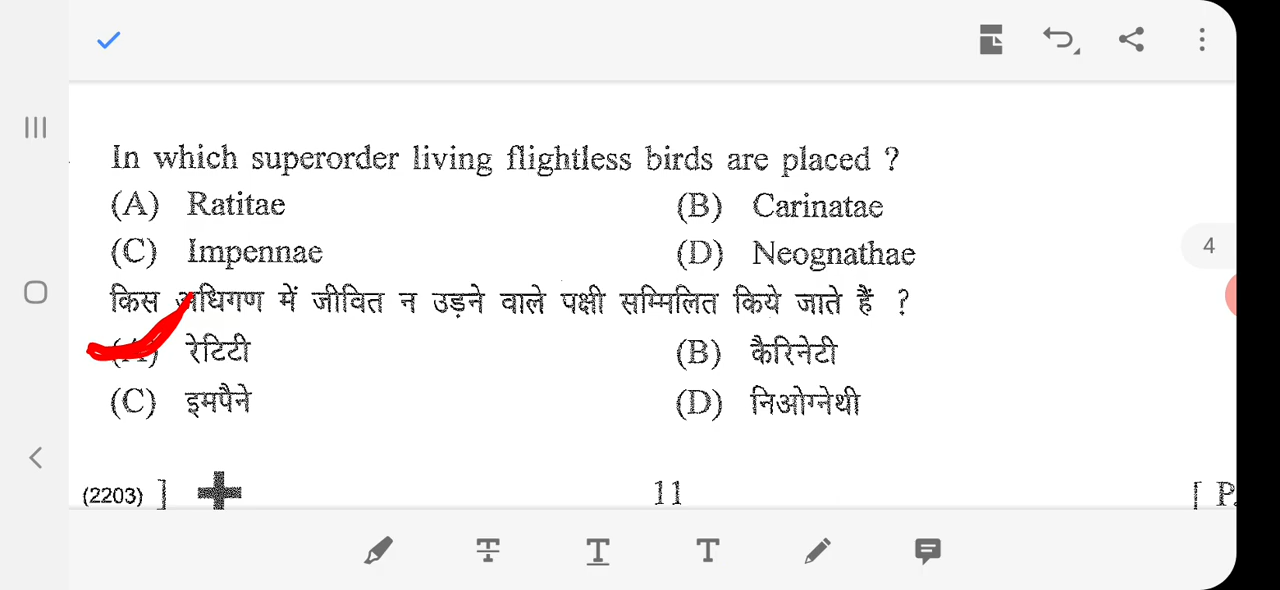 In which superorder living flightless birds are placed ?
(A) Ratitae (B) Carinatae
(C) Impennae (D) Neognathae
4
किस अधिगण में जीवित न उड़ने वाले पक्षी सम्मिलित किये जाते हैं ?
(A) रेटिटी (B) कैरिनेटी
(C) इमपैने (D) निओग्नेथी
(2203) ] 11 [ P.